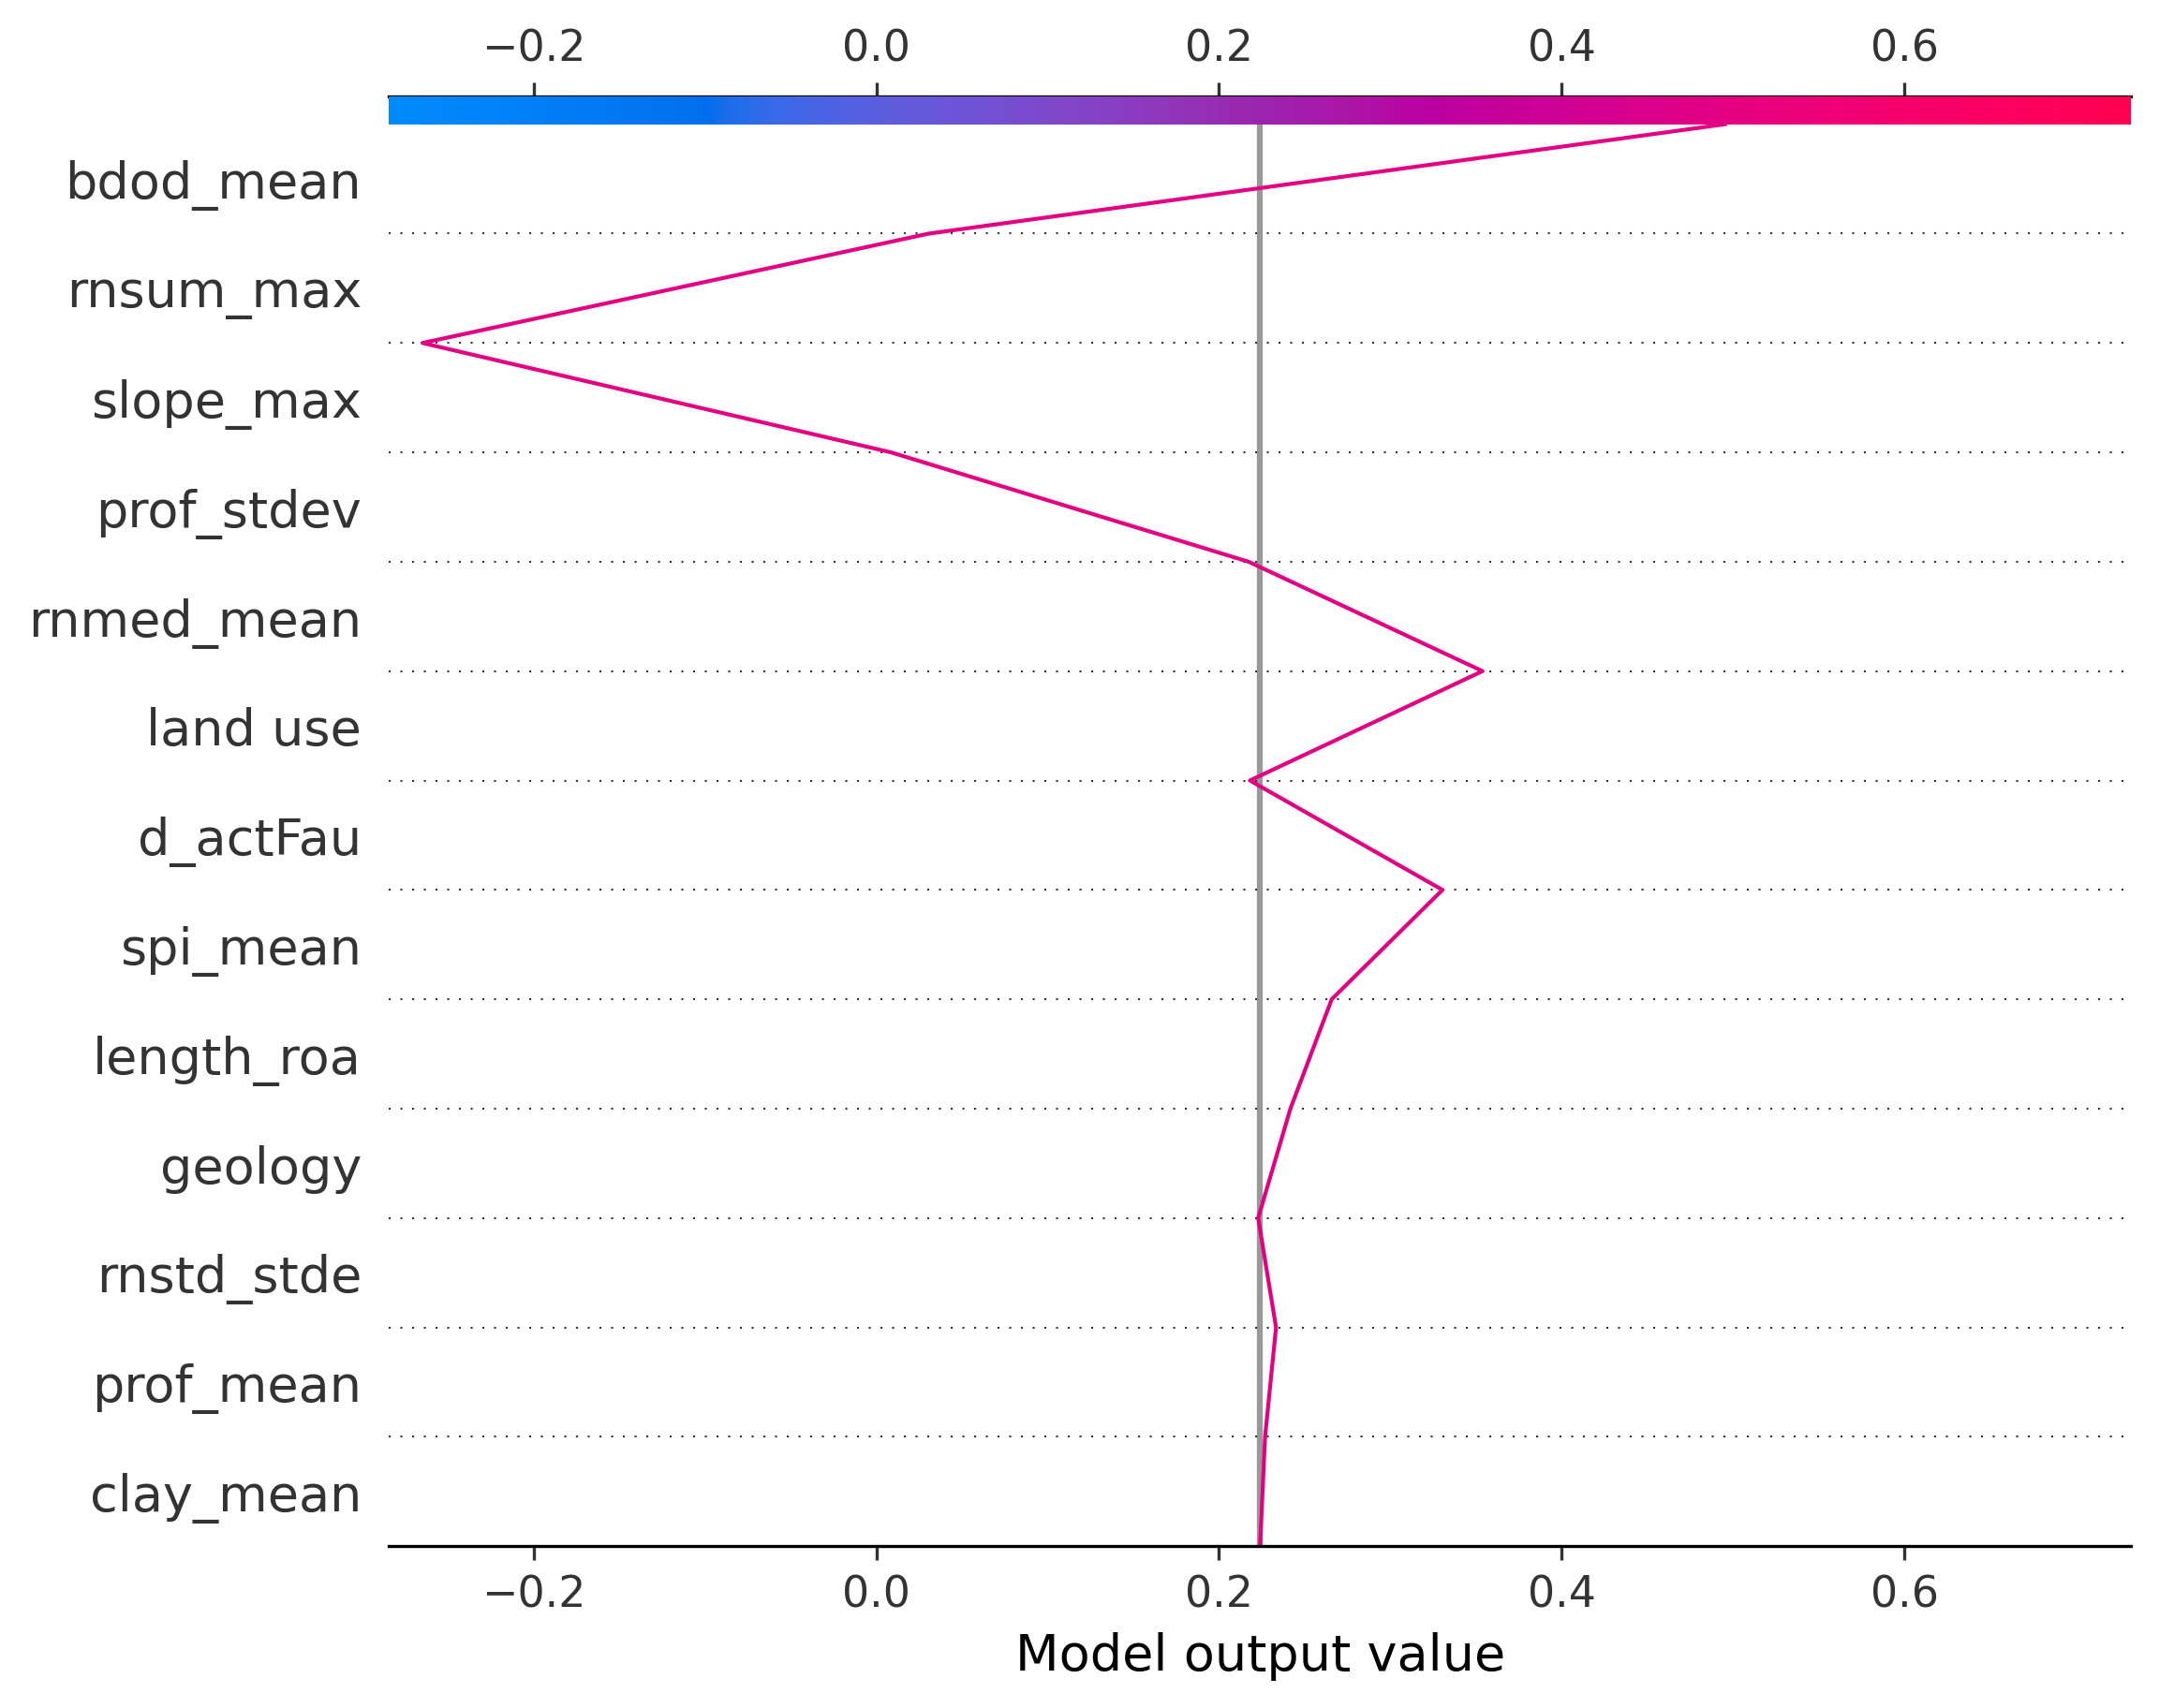 −0.2 0.0 0.2 0.4 0.6
bdod_mean
rnsum_max
slope_max
prof_stdev
rnmed_mean
land use
d_actFau
spi_mean
length_roa
geology
rnstd_stde
prof_mean
clay_mean
−0.2 0.0 0.2 0.4 0.6
Model output value